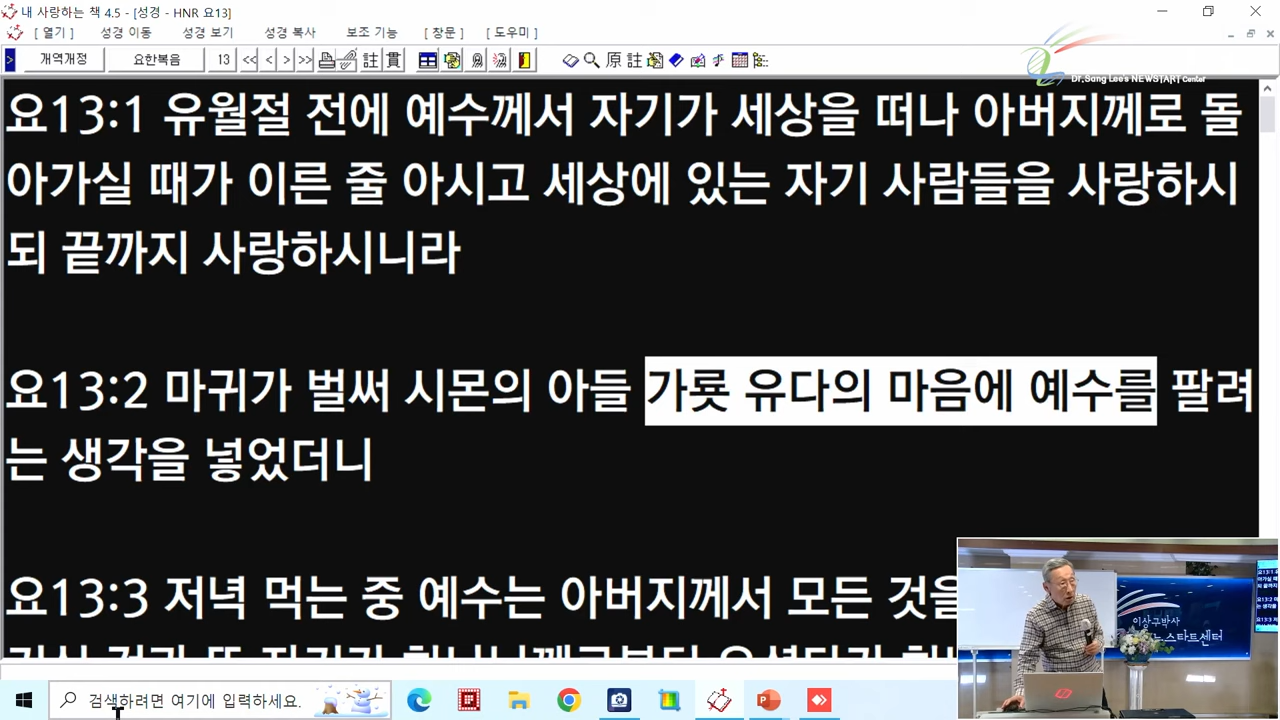 내 사랑하는 책 4.5 - [성경 - HNR 요13]
[ 열기 ] 성경 이동 성경 보기 성경 복사 보조 기능 [ 창문 ] [ 도우미 ]
개역개정 요한복음 13 << < > >> 註 貫 原 註
Dr.Sang Lee's NEWSTART Center
요13:1 유월절 전에 예수께서 자기가 세상을 떠나 아버지께로 돌
아가실 때가 이른 줄 아시고 세상에 있는 자기 사람들을 사랑하시
되 끝까지 사랑하시니라
요13:2 마귀가 벌써 시몬의 아들 가룟 유다의 마음에 예수를 팔려
는 생각을 넣었더니
요13:3 저녁 먹는 중 예수는 아버지께서 모든 것을
이상구박사
스타트센터
검색하려면 여기에 입력하세요.